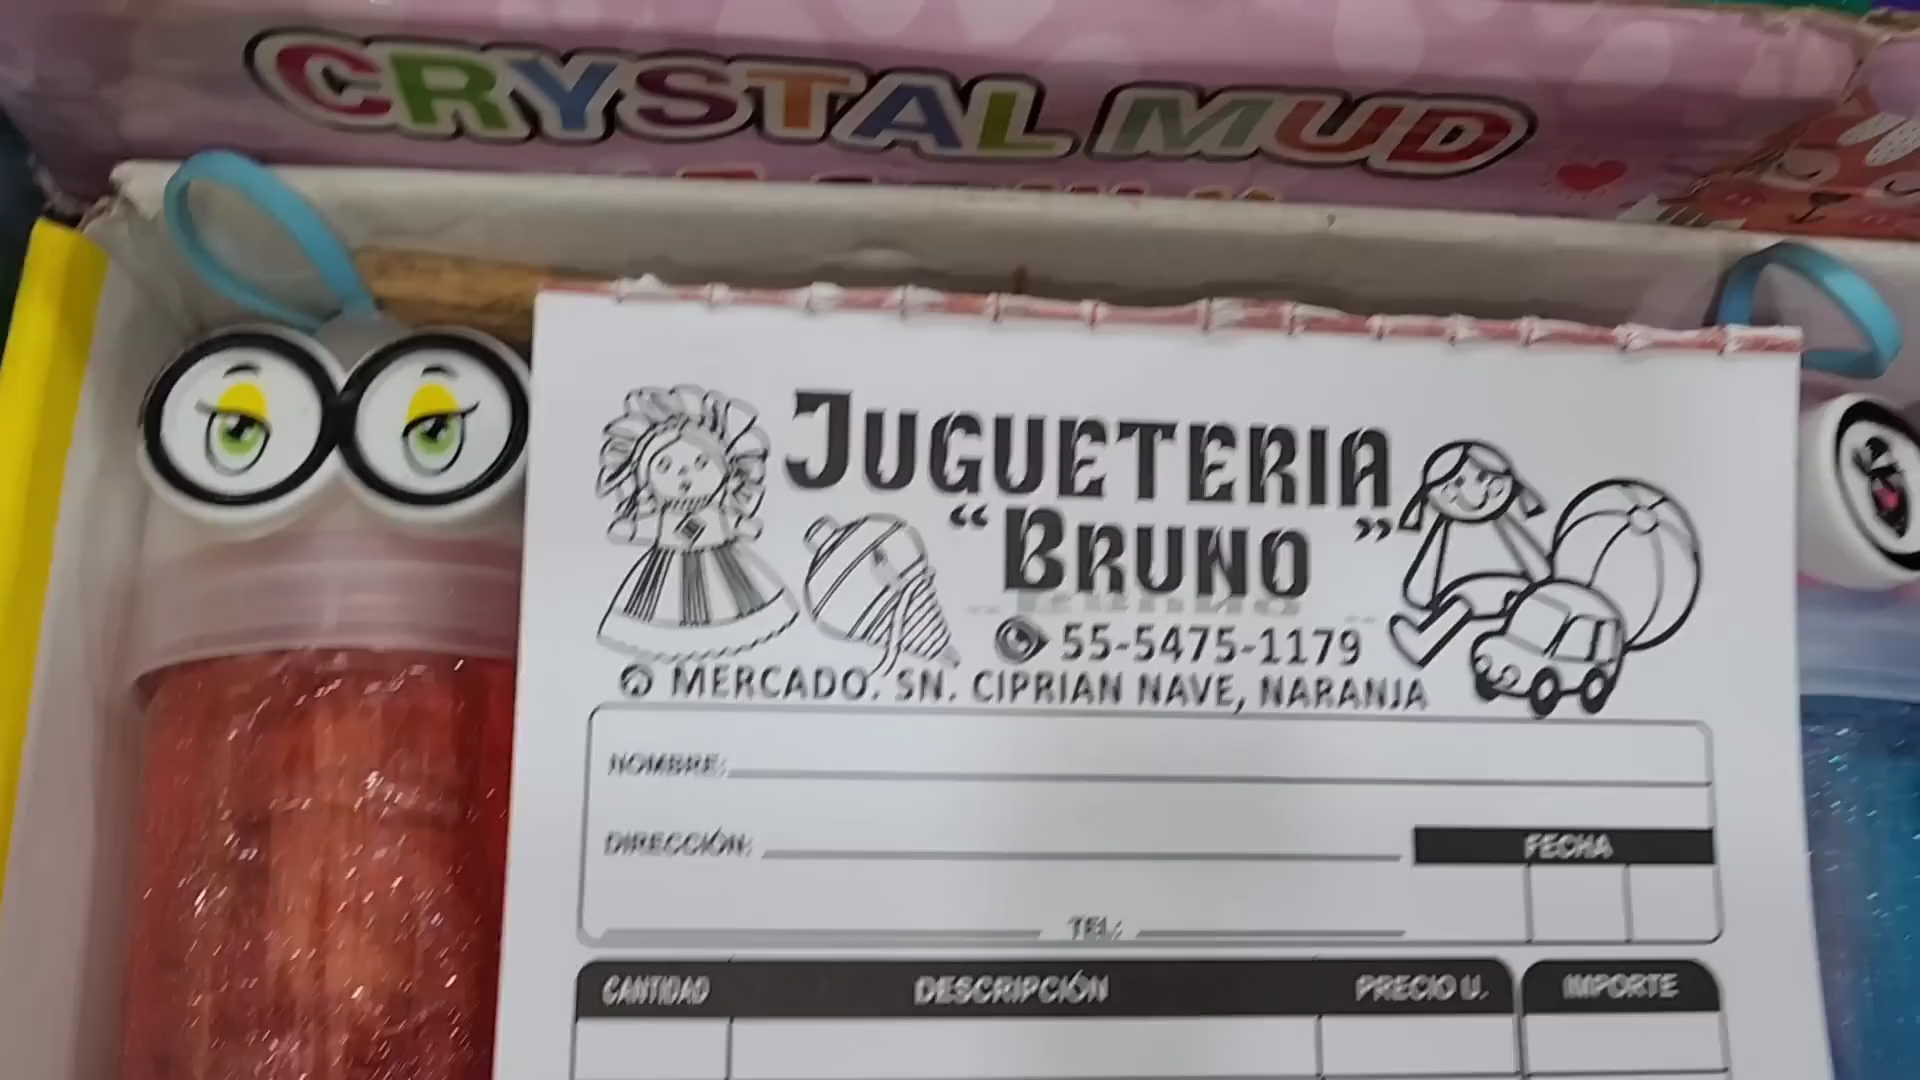 CRYSTAL MUD
JUGUETERIA
"BRUNO"
55-5475-1179
MERCADO. SN. CIPRIAN NAVE, NARANJA
NOMBRE:
DIRECCIÓN:
FECHA
TEL:
CANTIDAD DESCRIPCIÓN PRECIO U. IMPORTE